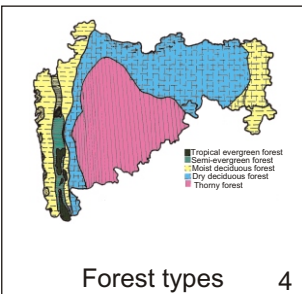 Tropical evergreen forest
Semi-evergreen forest
Moist deciduous forest
Dry deciduous forest
Thorny forest
Forest types 4